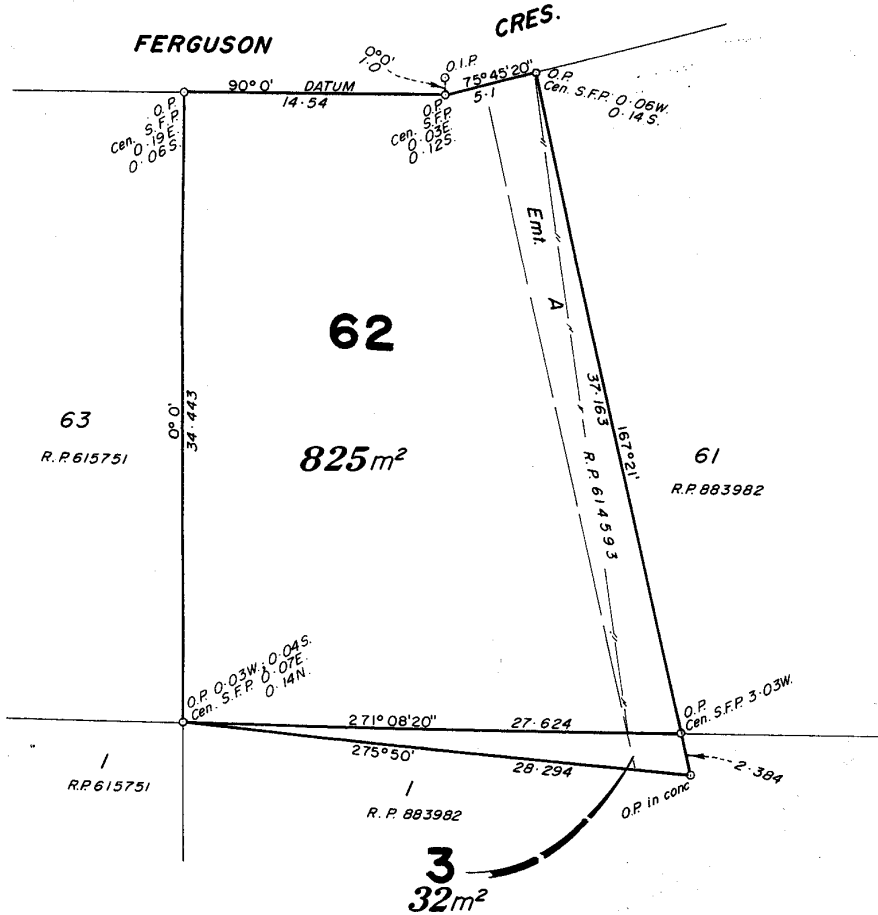 FERGUSON
CRES.
0°0'
1·0
O.I.P.
90° 0' DATUM
14·54
75°45'20"
5·1
O.P.
Cen. S.F.P. 0·06W.
0·14S.
O.P.
Cen. S.F.P.
0·19E.
0·06S.
O.P.
Cen. S.F.P.
0·03E.
0·12S.
Emt.
A
R.P. 614593
62
825m²
0° 0'
34·443
37·163
167°21'
63
R.P. 615751
61
R.P. 883982
O.P. 0·03W.; 0·04S.
Cen. S.F.P. 0·07E.
0·14N.
O.P.
Cen. S.F.P. 3·03W.
271°08'20" 27·624
275°50' 28·294
2·384
O.P. in conc
1
R.P. 615751
1
R.P. 883982
3
32m²